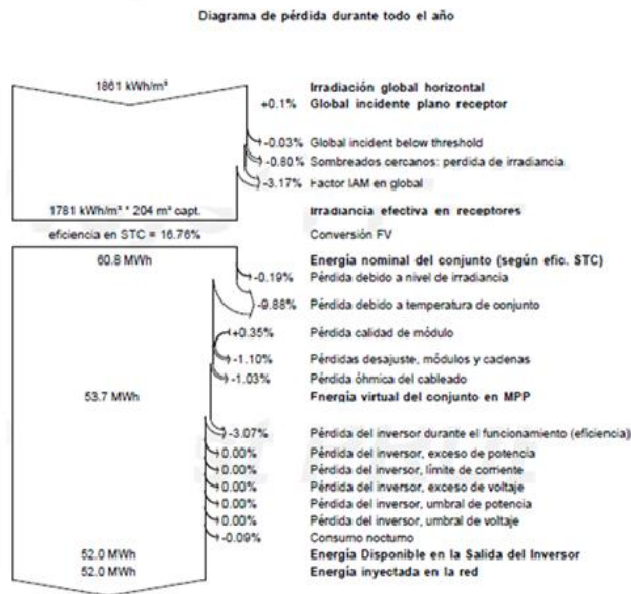 Diagrama de pérdida durante todo el año
1861 kWh/m² Irradiación global horizontal
+0.1% Global incidente plano receptor
-0.03% Global incident below threshold
-0.80% Sombreados cercanos: perdida de irradiancia
-3.17% Factor IAM en global
1781 kWh/m² * 204 m² capt. Irradiancia efectiva en receptores
eficiencia en STC = 16.76% Conversión FV
60.8 MWh Energía nominal del conjunto (según efic. STC)
-0.19% Pérdida debido a nivel de irradiancia
-9.88% Pérdida debido a temperatura de conjunto
+0.35% Pérdida calidad de módulo
-1.10% Pérdidas desajuste, módulos y cadenas
-1.03% Pérdida óhmica del cableado
53.7 MWh Energía virtual del conjunto en MPP
-3.07% Pérdida del inversor durante el funcionamiento (eficiencia)
0.00% Pérdida del inversor, exceso de potencia
0.00% Pérdida del inversor, límite de corriente
0.00% Pérdida del inversor, exceso de voltaje
0.00% Pérdida del inversor, umbral de potencia
0.00% Pérdida del inversor, umbral de voltaje
-0.09% Consumo nocturno
52.0 MWh Energía Disponible en la Salida del Inversor
52.0 MWh Energía inyectada en la red